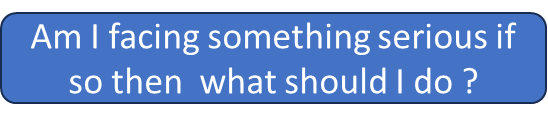 Am I facing something serious if
so then  what should I do ?